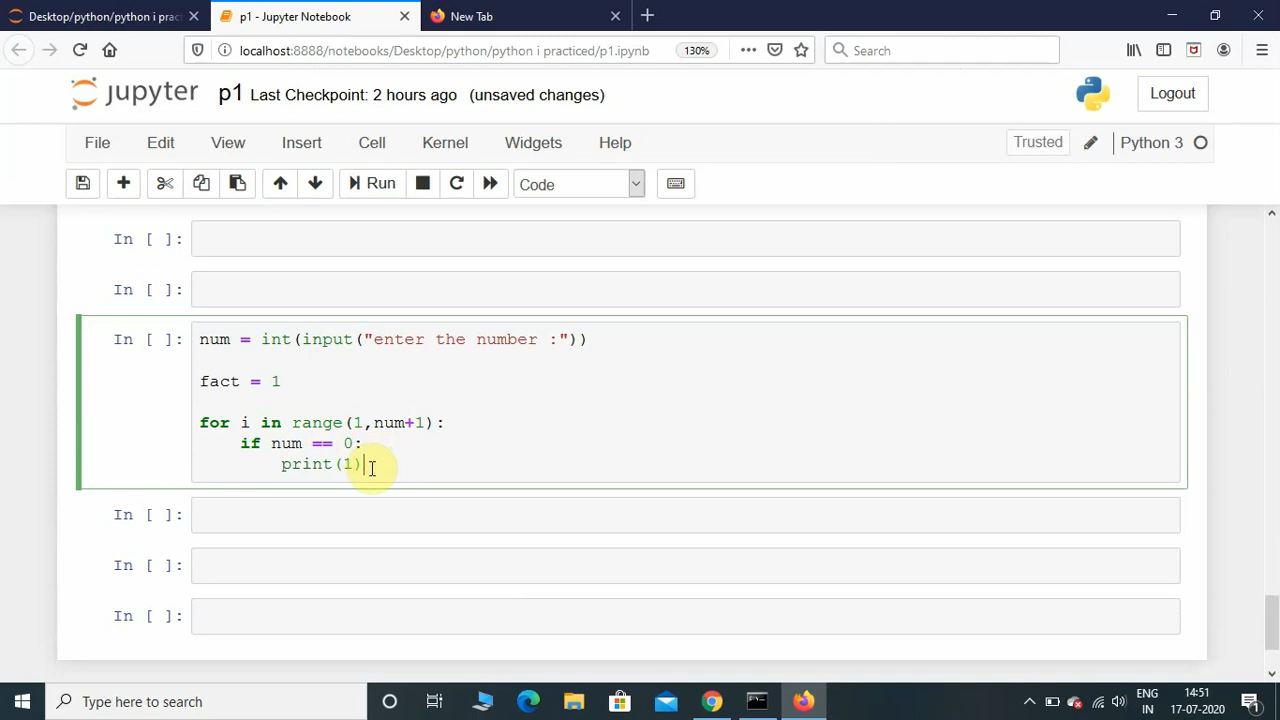 Desktop/python/python i pract
p1 - Jupyter Notebook
New Tab
localhost:8888/notebooks/Desktop/python/python i practiced/p1.ipynb
130%
Search
jupyter p1 Last Checkpoint: 2 hours ago (unsaved changes)
Logout
File Edit View Insert Cell Kernel Widgets Help
Trusted
Python 3
Run
Code
In [ ]:
In [ ]:
In [ ]: num = int(input("enter the number :"))
fact = 1
for i in range(1,num+1):
if num == 0:
print(1)
In [ ]:
In [ ]:
In [ ]:
Type here to search
ENG 14:51
IN 17-07-2020
1